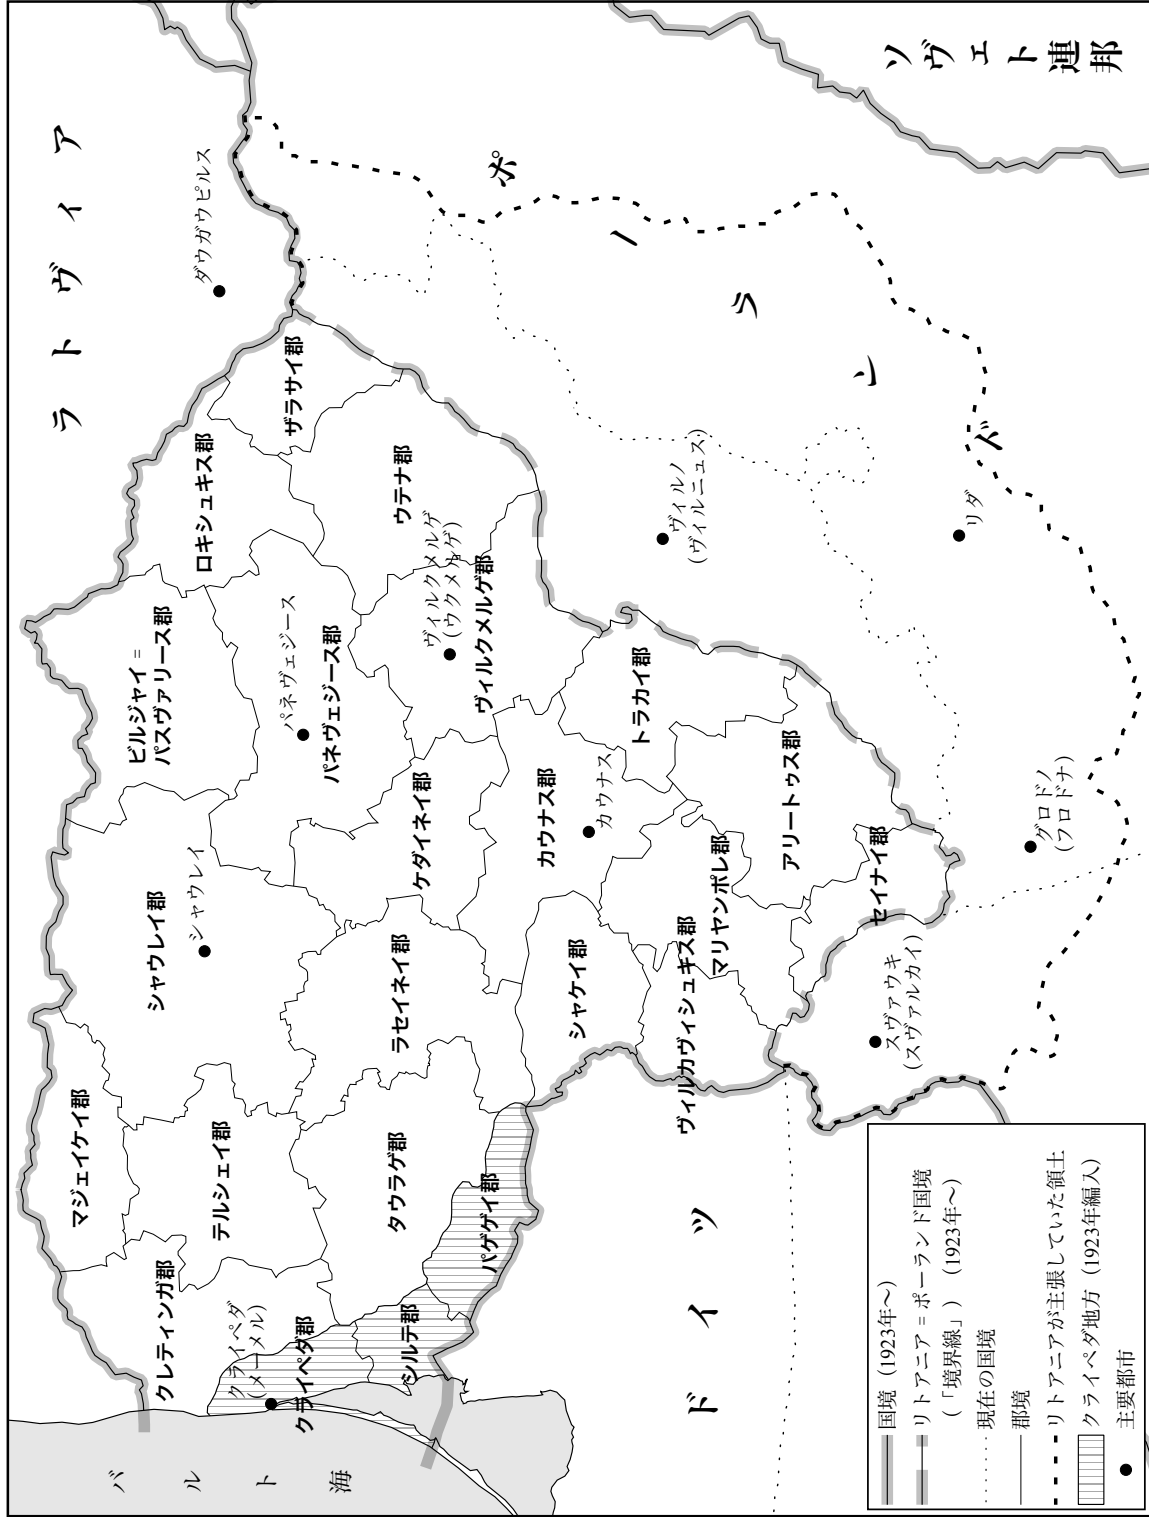 ラトヴィア
ダウガウピルス
ソヴェト
連邦
ポーランド
ザラサイ郡
ロキシュキス郡
ウテナ郡
ビルジャイ=
パスヴァリース郡
パネヴェジース
パネヴェジース郡
ヴィルクメルゲ
(ウクメルゲ)
ヴィルクメルゲ郡
ヴィルノ
(ヴィルニュス)
リダ
トラカイ郡
シャウレイ郡
シャウレイ
ケダイネイ郡
カウナス郡
カウナス
アリートゥス郡
グロドノ
(フロドナ)
マジェイケイ郡
ラセイネイ郡
シャケイ郡
マリヤンポレ郡
ヴィルカヴィシュキス郡
セイナイ郡
スヴァウキ
(スヴァルカイ)
テルシェイ郡
タウラゲ郡
パゲゲイ郡
クレティンガ郡
クライペダ
(メーメル)
クライペダ郡
シルテ郡
バルト海
ドイツ
国境(1923年〜)
リトアニア=ポーランド国境
(「境界線」)(1923年〜)
現在の国境
郡境
リトアニアが主張していた領土
クライペダ地方(1923年編入)
主要都市